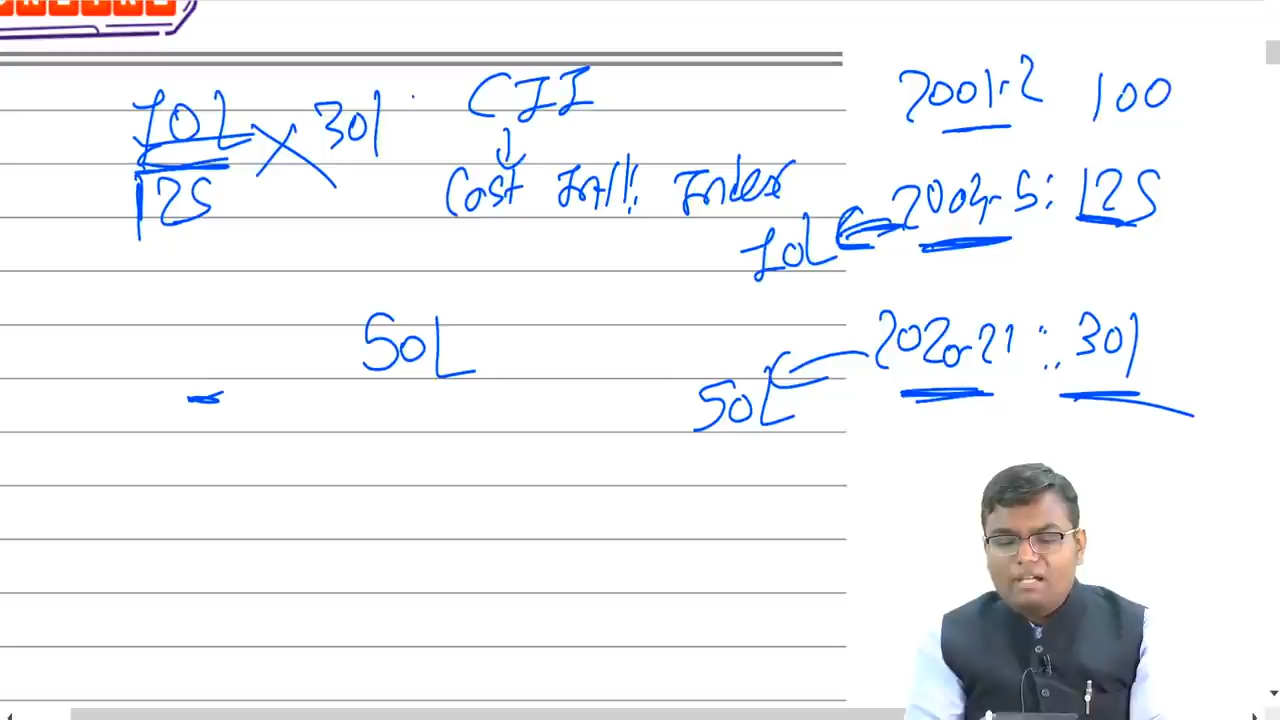 10L × 301
125
CII
Cost Infl: Index
2001-2 100
10L 2004-5: 125
50L
50L 2020-21 : 301